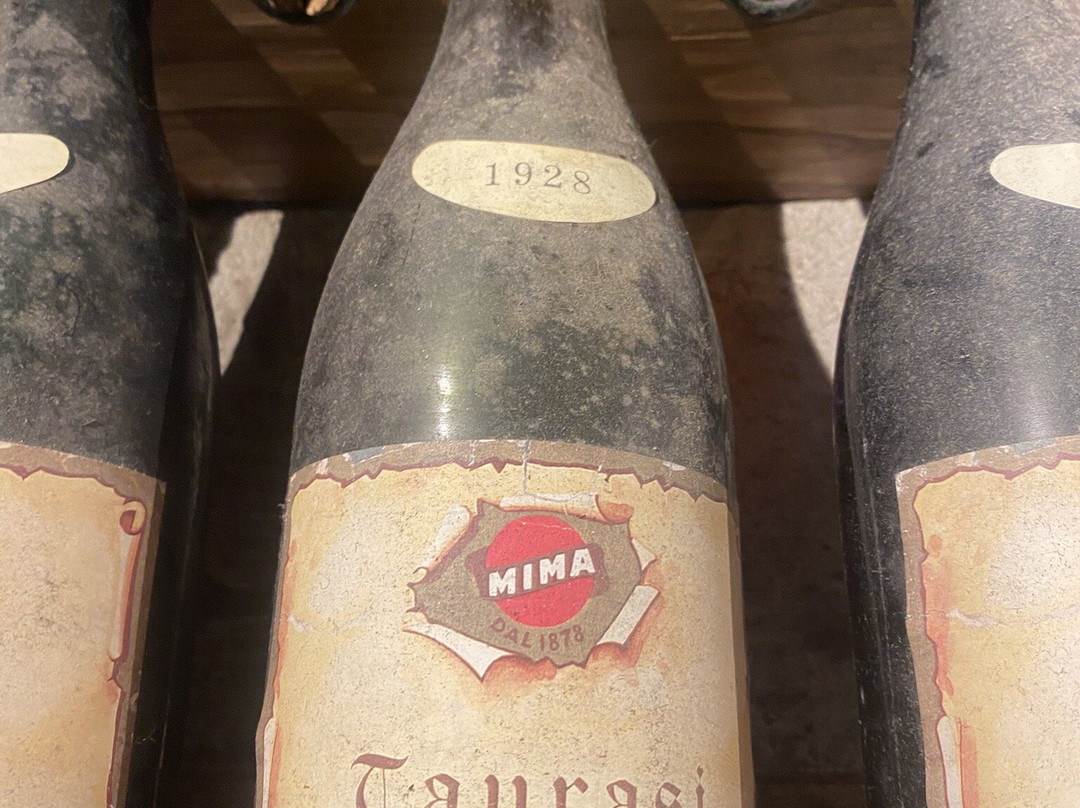 1928
MIMA
DAL 1878
Taurasi